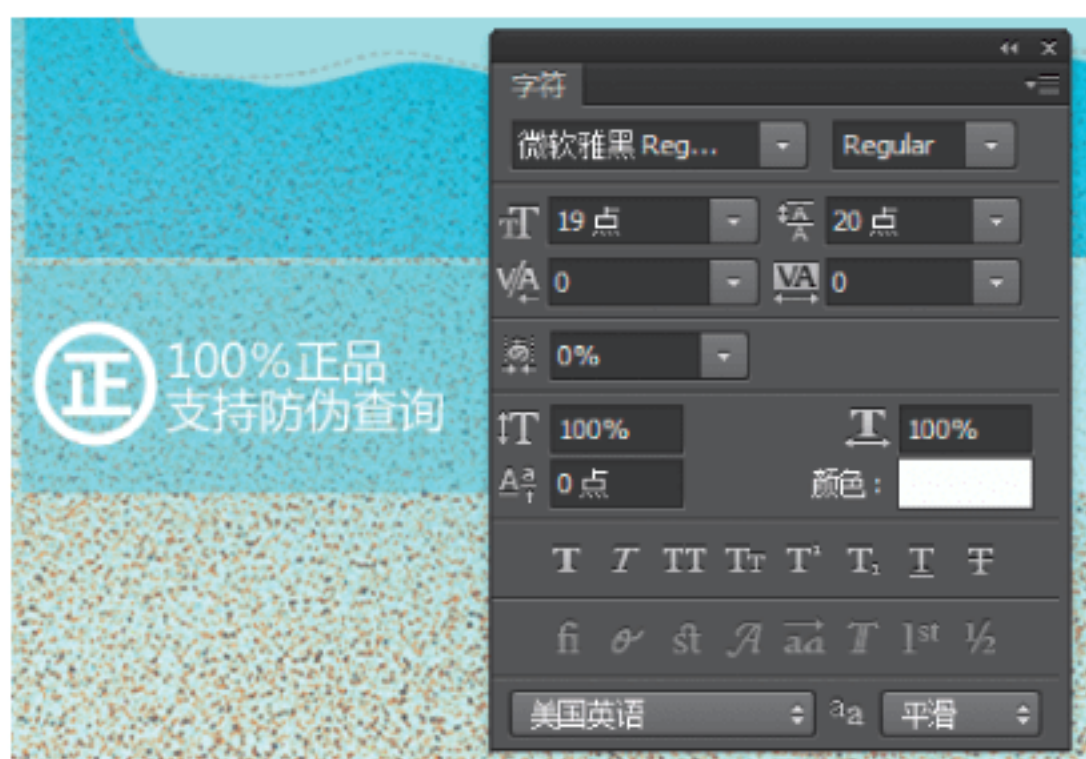 字符
微软雅黑 Reg... Regular
19 点 20 点
0 0
0%
正 100%正品
支持防伪查询
100% 100%
0 点 颜色：
T T TT Tт T¹ T₁ T T
fi st A aa T 1st ½
美国英语 aa 平滑